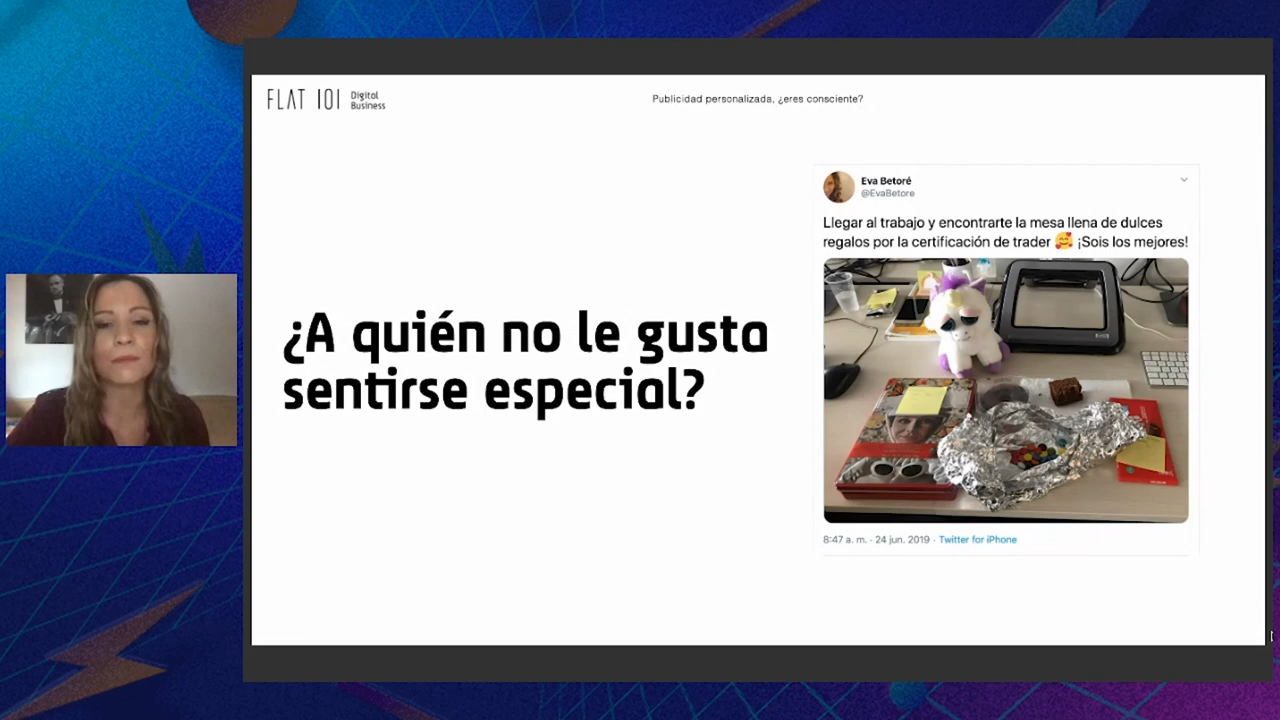 FLAT 101
Digital
Business
Publicidad personalizada, ¿eres consciente?
¿A quién no le gusta
sentirse especial?
Eva Betoré
@EvaBetore
Llegar al trabajo y encontrarte la mesa llena de dulces
regalos por la certificación de trader 🥰 ¡Sois los mejores!
8:47 a. m. · 24 jun. 2019 · Twitter for iPhone